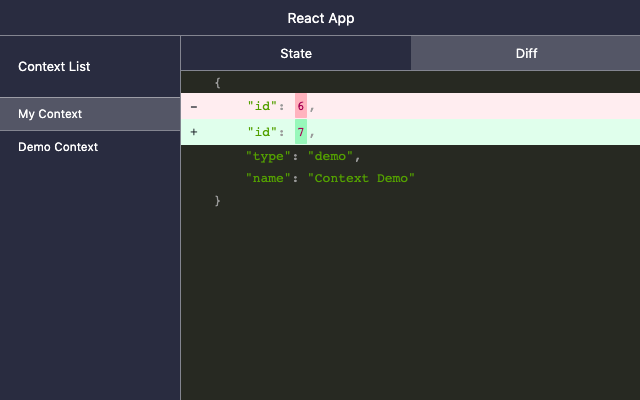 React App
Context List
My Context
Demo Context
State
Diff
{
- "id": 6,
+ "id": 7,
"type": "demo",
"name": "Context Demo"
}